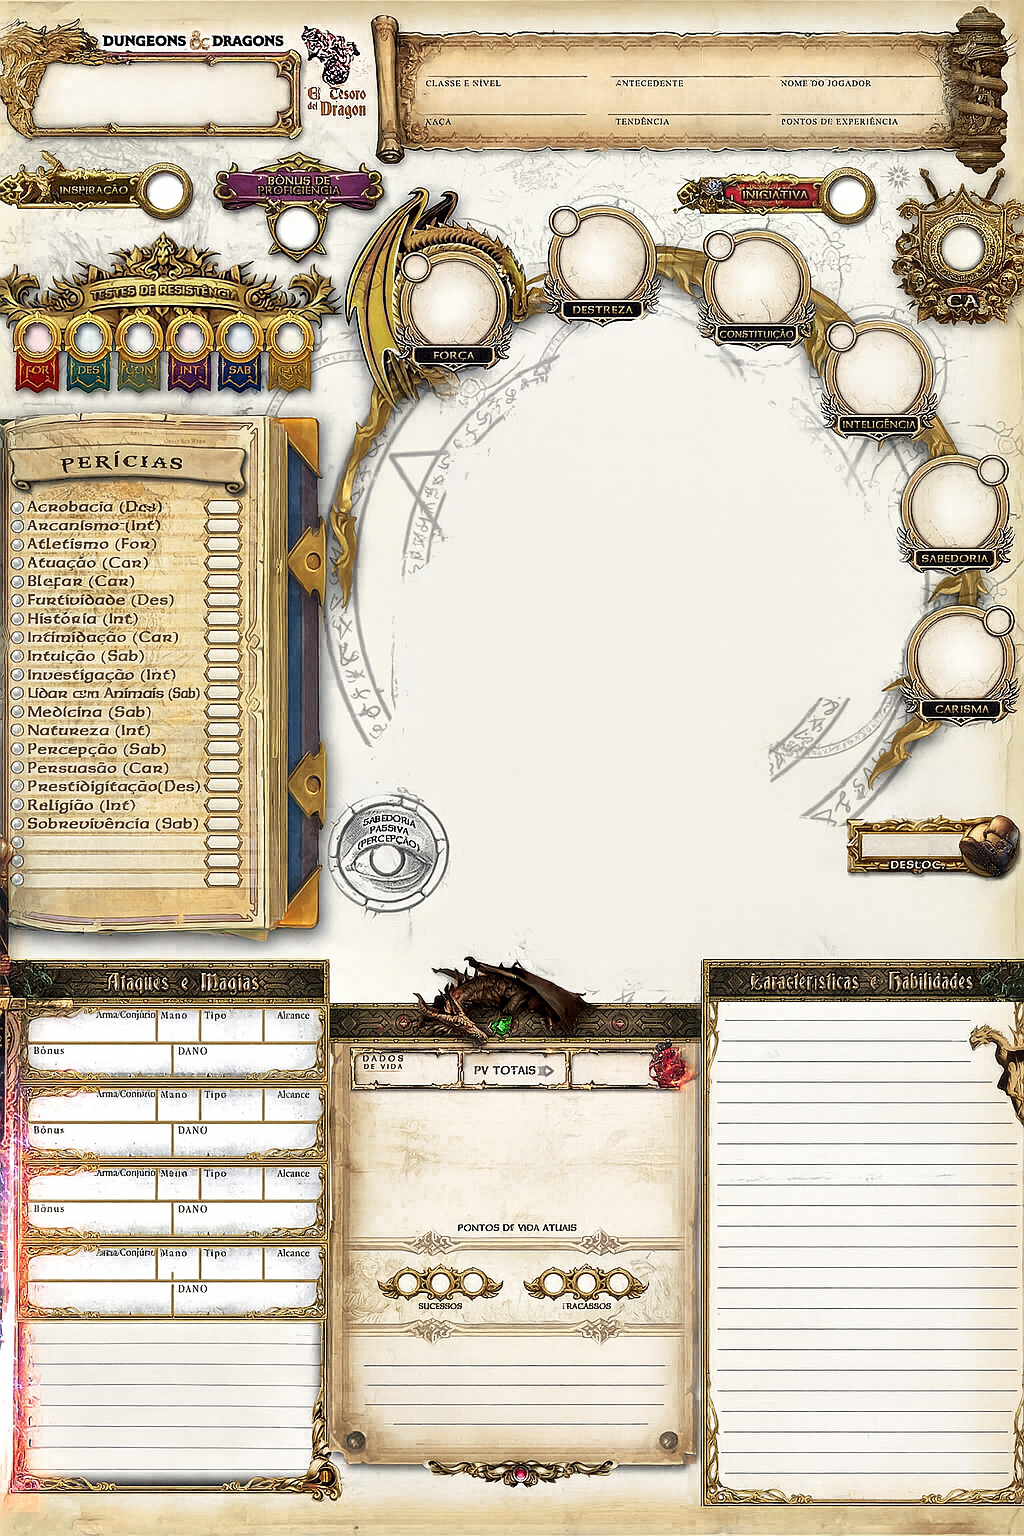 DUNGEONS & DRAGONS
El Tesoro
del Dragon
CLASSE E NÍVEL
ANTECEDENTE
NOME DO JOGADOR
RAÇA
TENDÊNCIA
PONTOS DE EXPERIÊNCIA
INSPIRAÇÃO
BÔNUS DE
PROFICIÊNCIA
INICIATIVA
CA
TESTES DE RESISTÊNCIA
FOR
DES
CON
INT
SAB
FORÇA
DESTREZA
CONSTITUIÇÃO
INTELIGÊNCIA
SABEDORIA
CARISMA
PERÍCIAS
Acrobacia (Des)
Arcanismo (Int)
Atletismo (For)
Atuação (Car)
Blefar (Car)
Furtividade (Des)
História (Int)
Intimidação (Car)
Intuição (Sab)
Investigação (Int)
Lidar com Animais (Sab)
Medicina (Sab)
Natureza (Int)
Percepção (Sab)
Persuasão (Car)
Prestidigitação(Des)
Religião (Int)
Sobrevivência (Sab)
SABEDORIA
PASSIVA
(PERCEPÇÃO)
DESLOC.
Ataques e Magias
Arma/Conjúrio Mano Tipo Alcance
Bônus DANO
Arma/Conjúrio Mano Tipo Alcance
Bônus DANO
Arma/Conjúrio Mano Tipo Alcance
Bônus DANO
Arma/Conjúrio Mano Tipo Alcance
DANO
DADOS
DE VIDA
PV TOTAIS
PONTOS DE VIDA ATUAIS
SUCESSOS
FRACASSOS
Características e Habilidades